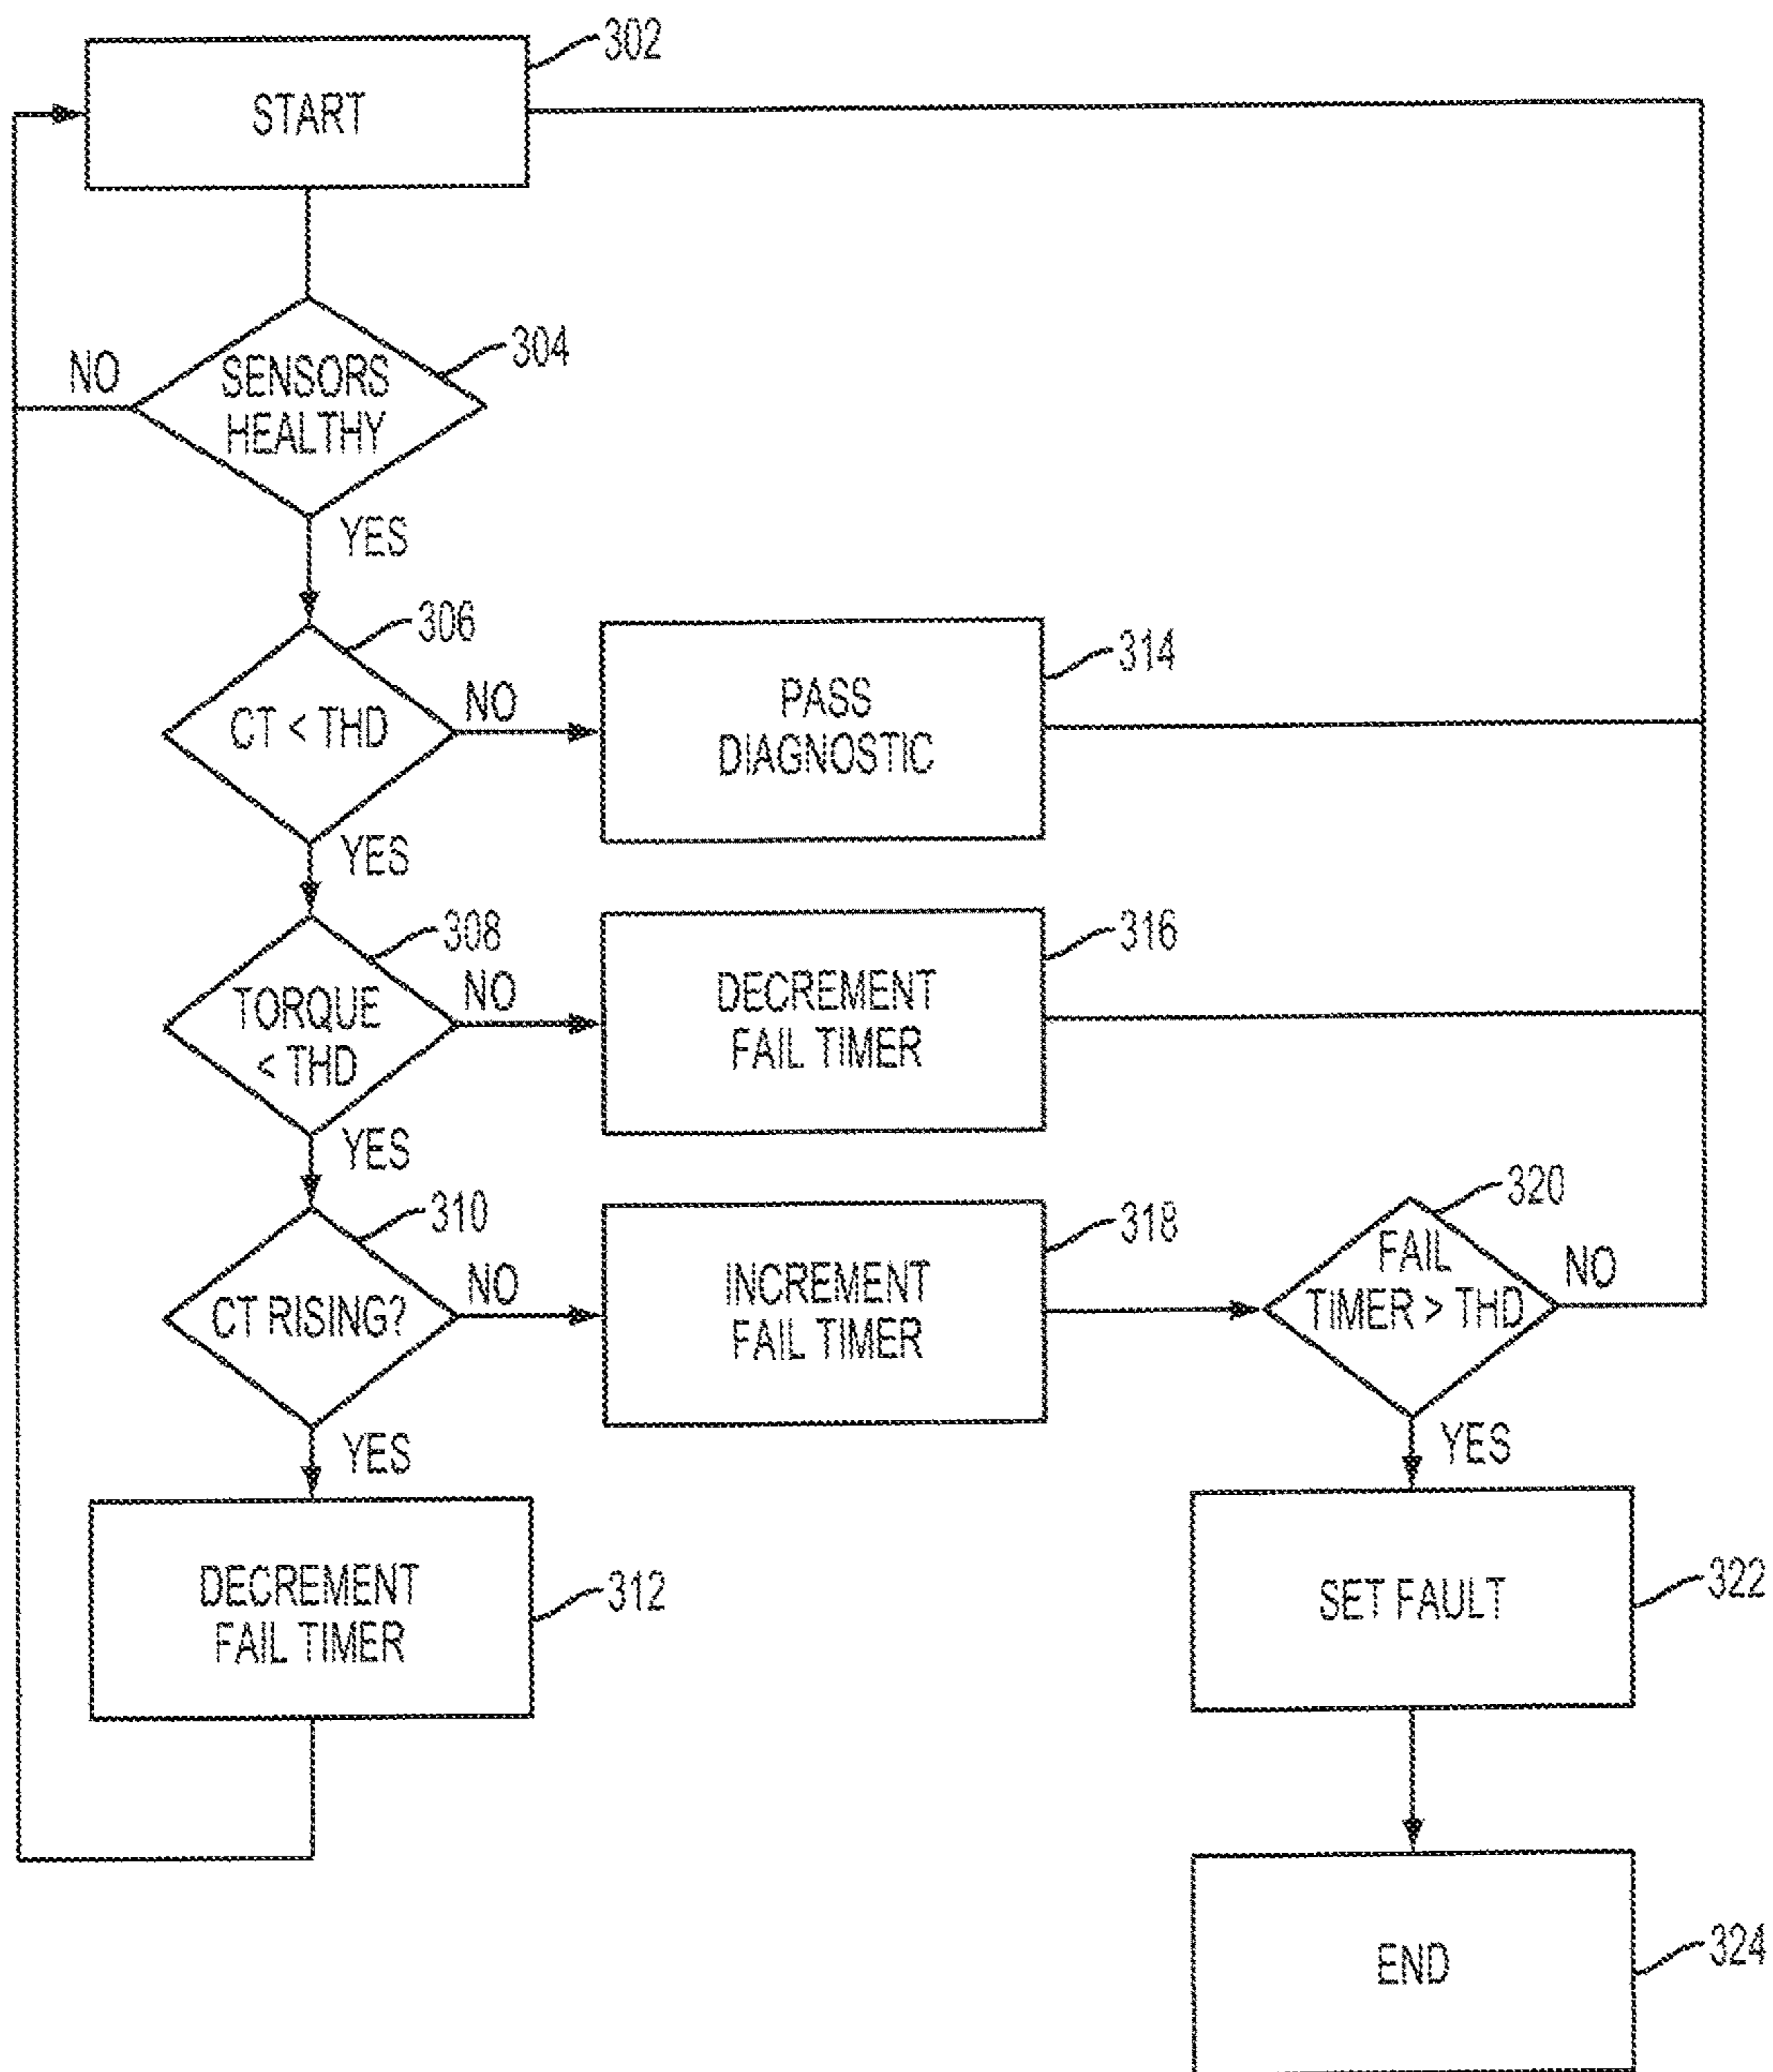 302
START
304
NO
SENSORS
HEALTHY
YES
306
CT < THD
NO
314
PASS
DIAGNOSTIC
YES
308
TORQUE
< THD
NO
316
DECREMENT
FAIL TIMER
YES
310
CT RISING?
NO
318
INCREMENT
FAIL TIMER
320
FAIL
TIMER > THD
NO
YES
YES
312
DECREMENT
FAIL TIMER
322
SET FAULT
324
END